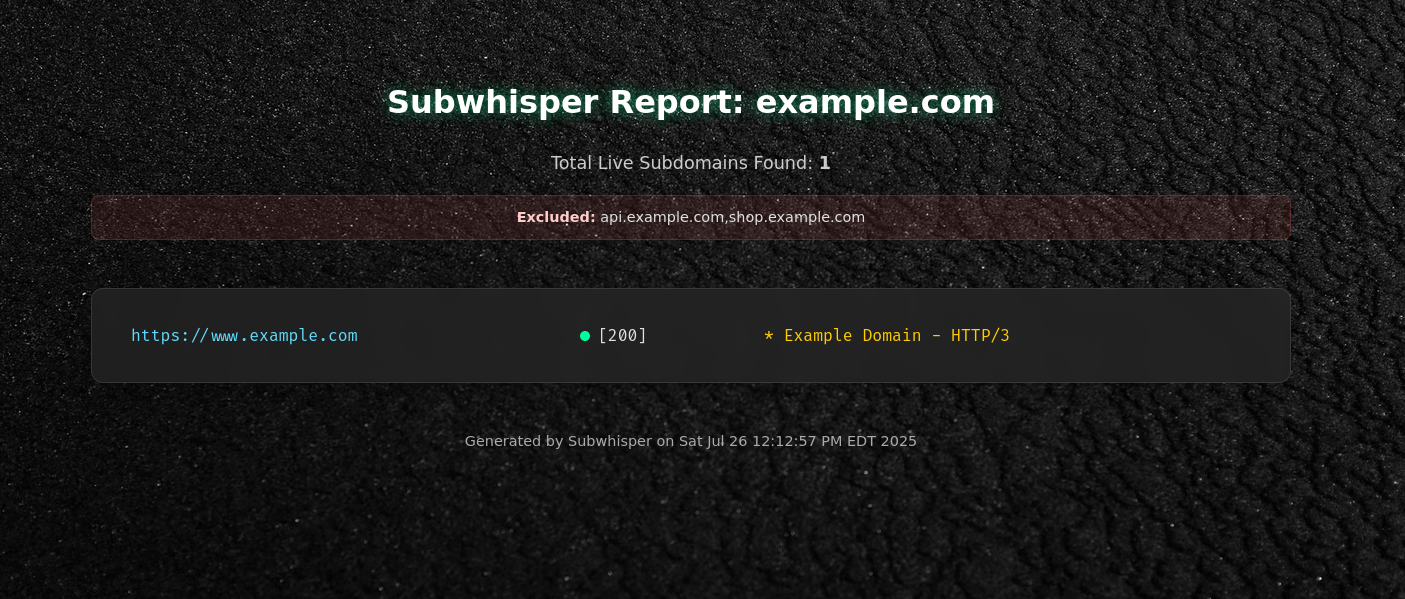 Subwhisper Report: example.com
Total Live Subdomains Found: 1
Excluded: api.example.com,shop.example.com
https://www.example.com [200] * Example Domain - HTTP/3
Generated by Subwhisper on Sat Jul 26 12:12:57 PM EDT 2025